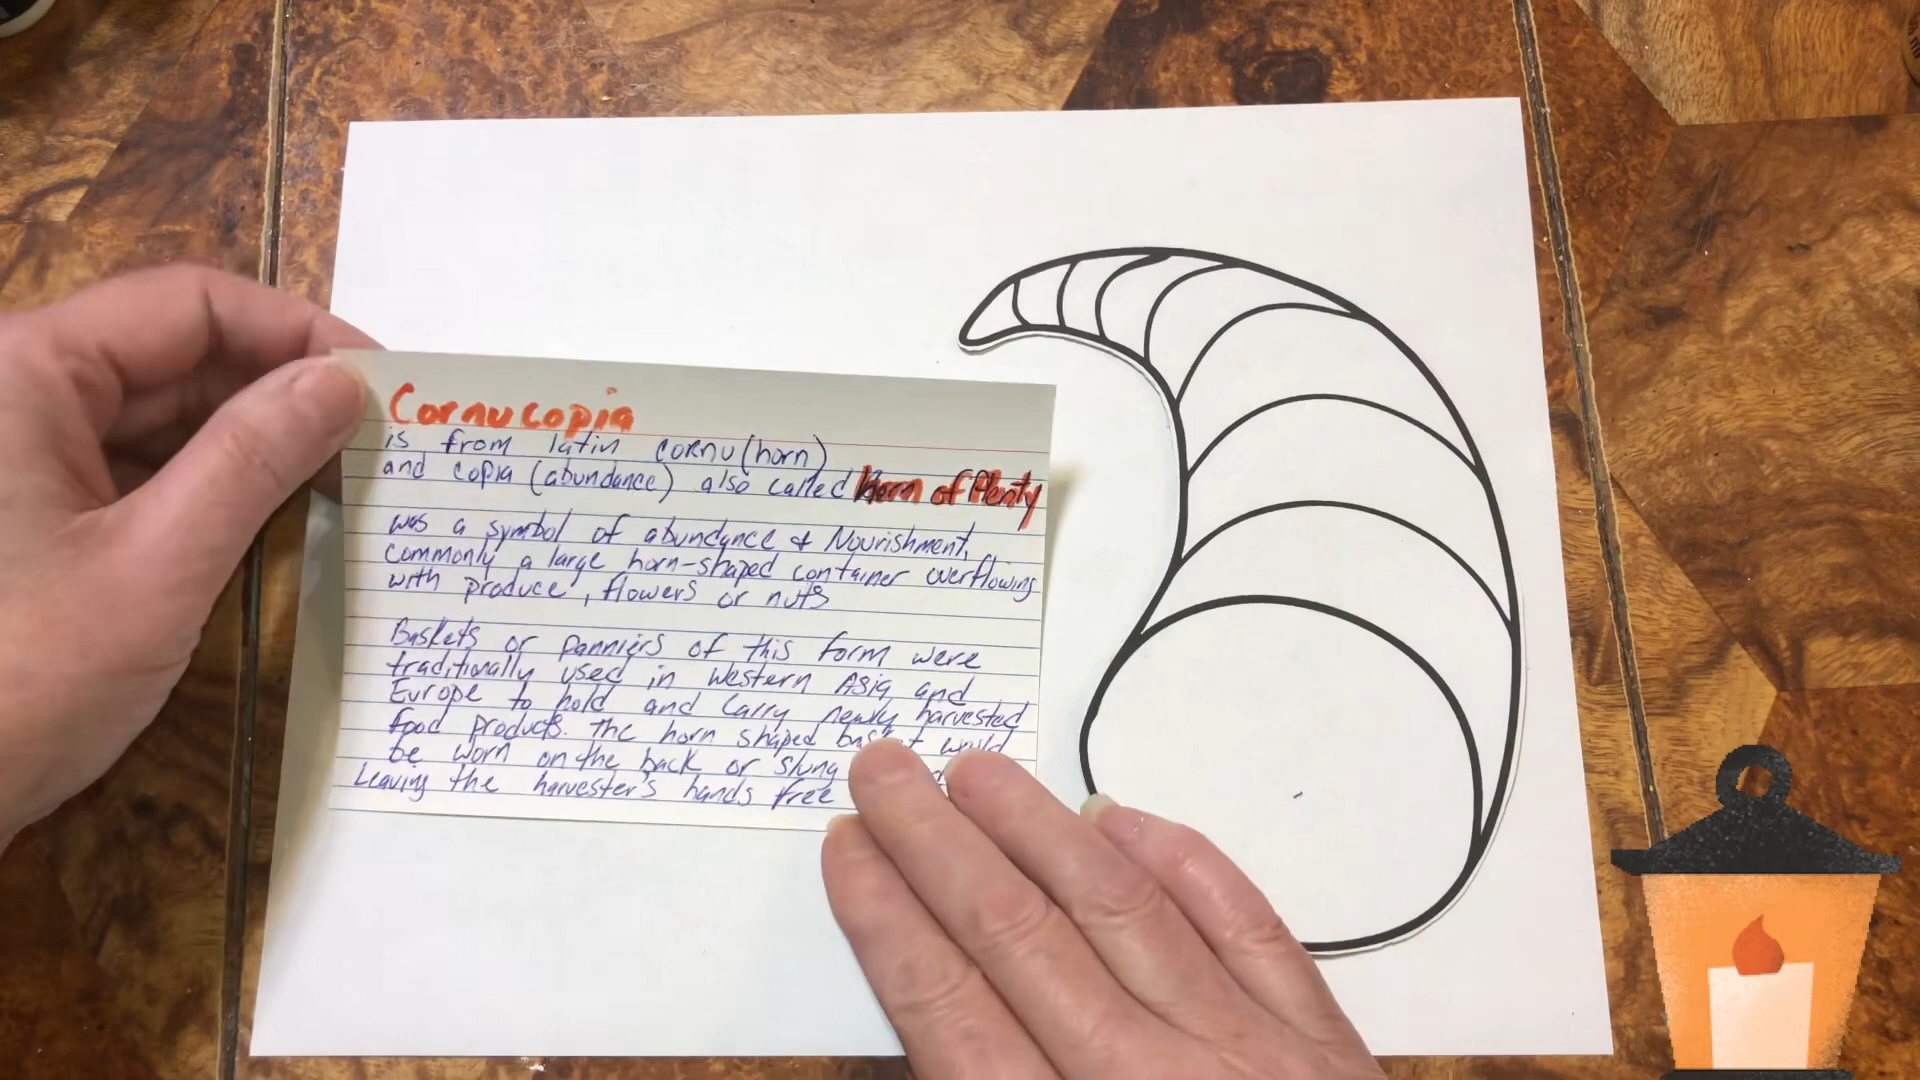 Cornucopia
is from latin cornu (horn)
and copia (abundance) also called Horn of Plenty
was a symbol of abundance & Nourishment,
commonly a large horn-shaped container overflowing
with produce, flowers or nuts
Baskets or panniers of this form were
traditionally used in Western Asia and
Europe to hold and carry newly harvested
food products. The horn shaped basket would
be worn on the back or slung
Leaving the harvester's hands free